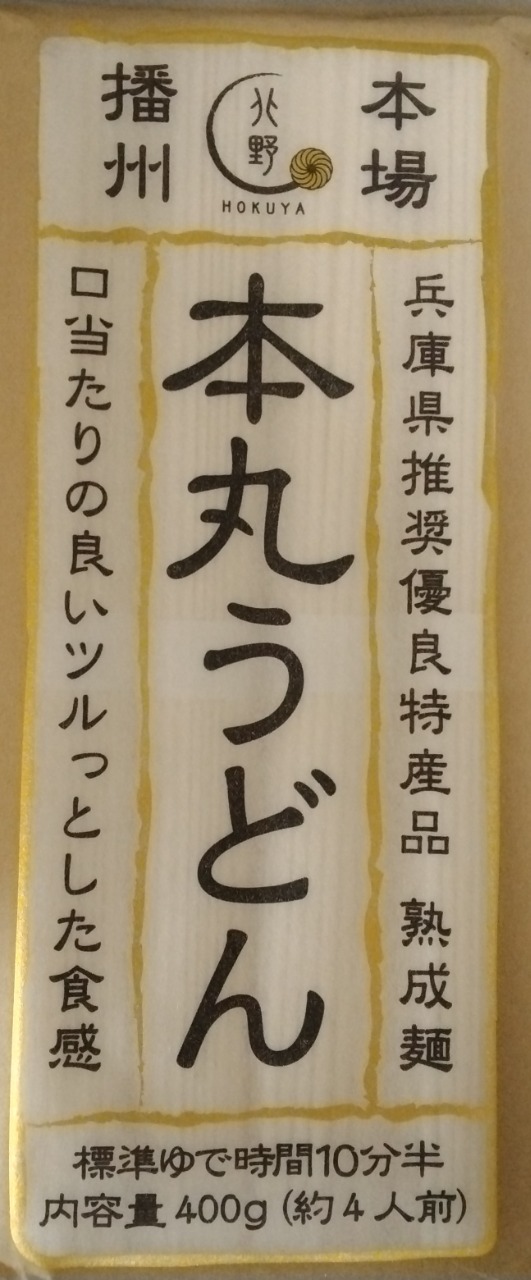 本場
播州
北野
HOKUYA
兵庫県推奨優良特産品 熟成麺
本丸うどん
口当たりの良いツルっとした食感
標準ゆで時間10分半
内容量400g(約4人前)